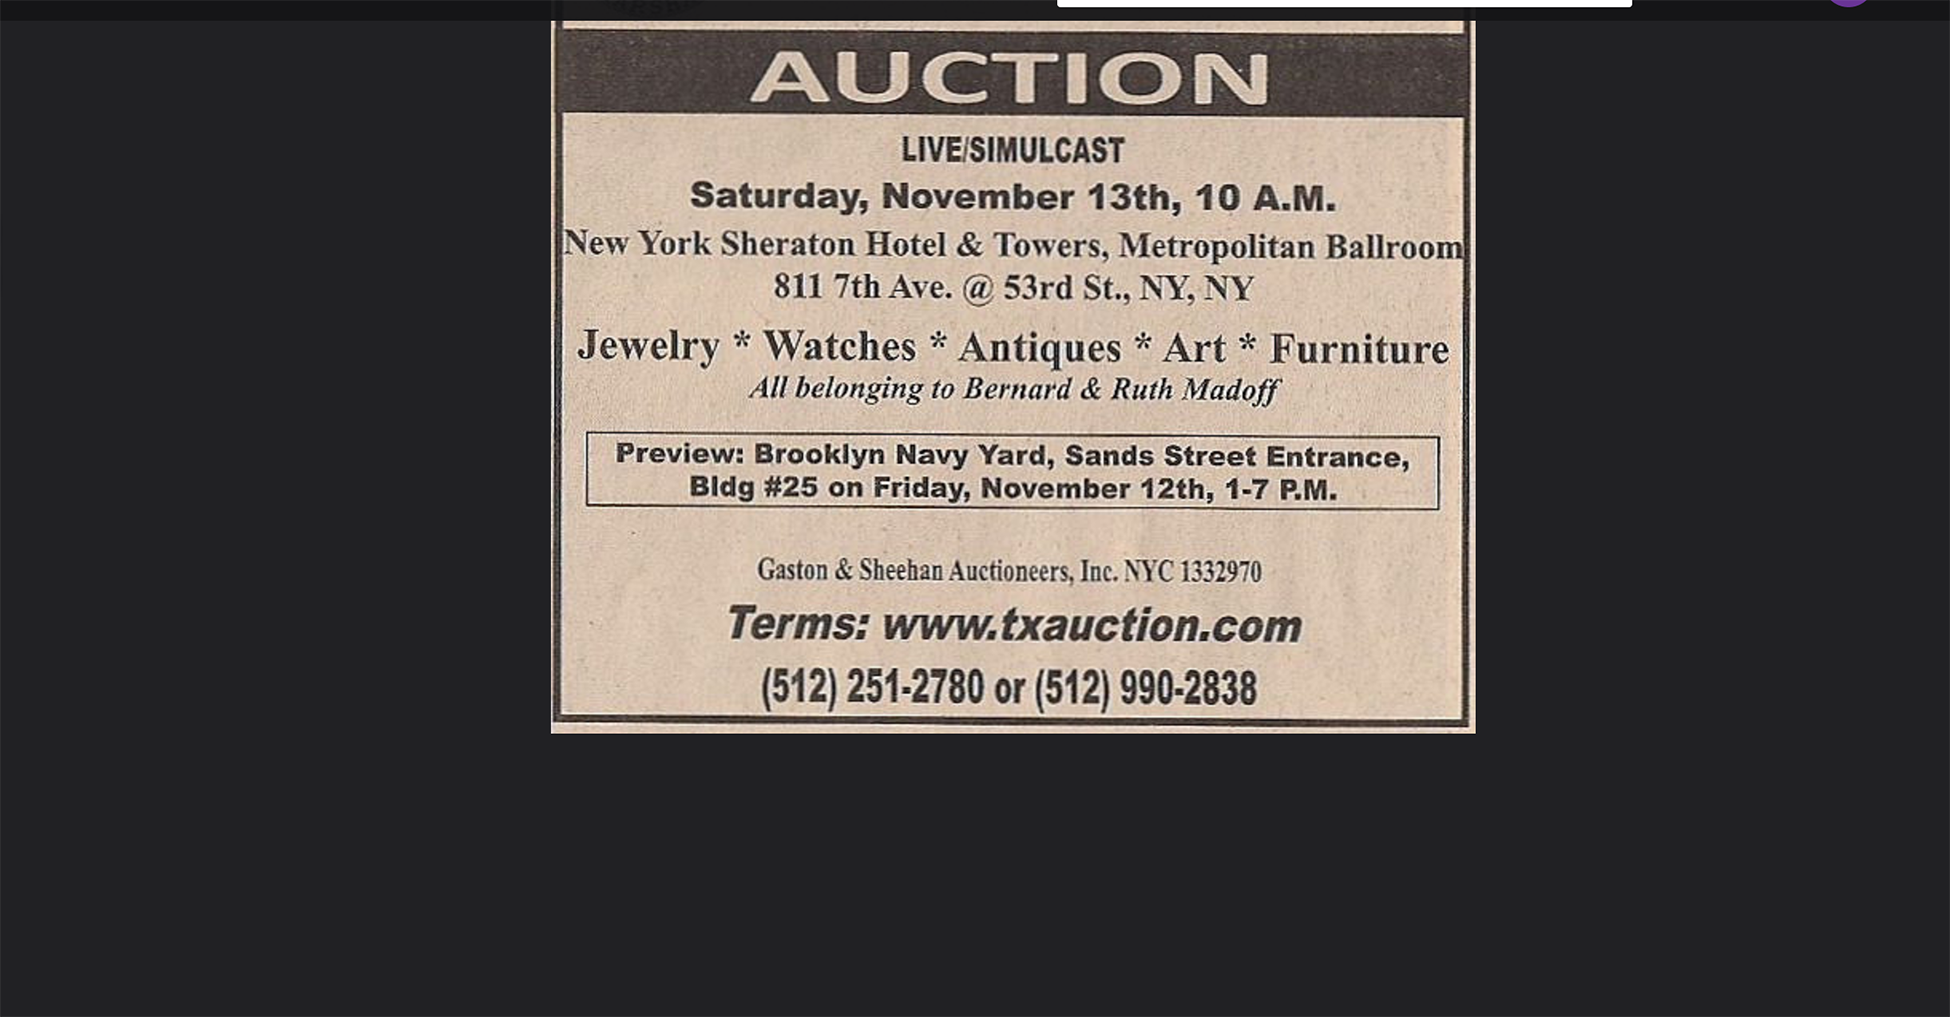 AUCTION
LIVE/SIMULCAST
Saturday, November 13th, 10 A.M.
New York Sheraton Hotel & Towers, Metropolitan Ballroom
811 7th Ave. @ 53rd St., NY, NY
Jewelry * Watches * Antiques * Art * Furniture
All belonging to Bernard & Ruth Madoff
Preview: Brooklyn Navy Yard, Sands Street Entrance,
Bldg #25 on Friday, November 12th, 1-7 P.M.
Gaston & Sheehan Auctioneers, Inc. NYC 1332970
Terms: www.txauction.com
(512) 251-2780 or (512) 990-2838